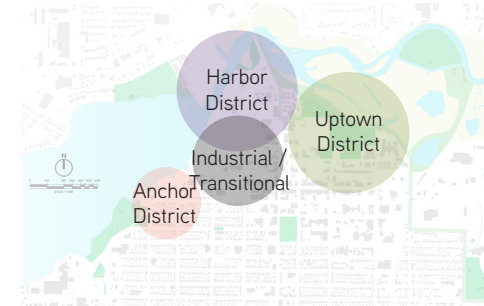 Harbor
District
Uptown
District
Industrial /
Transitional
Anchor
District
N